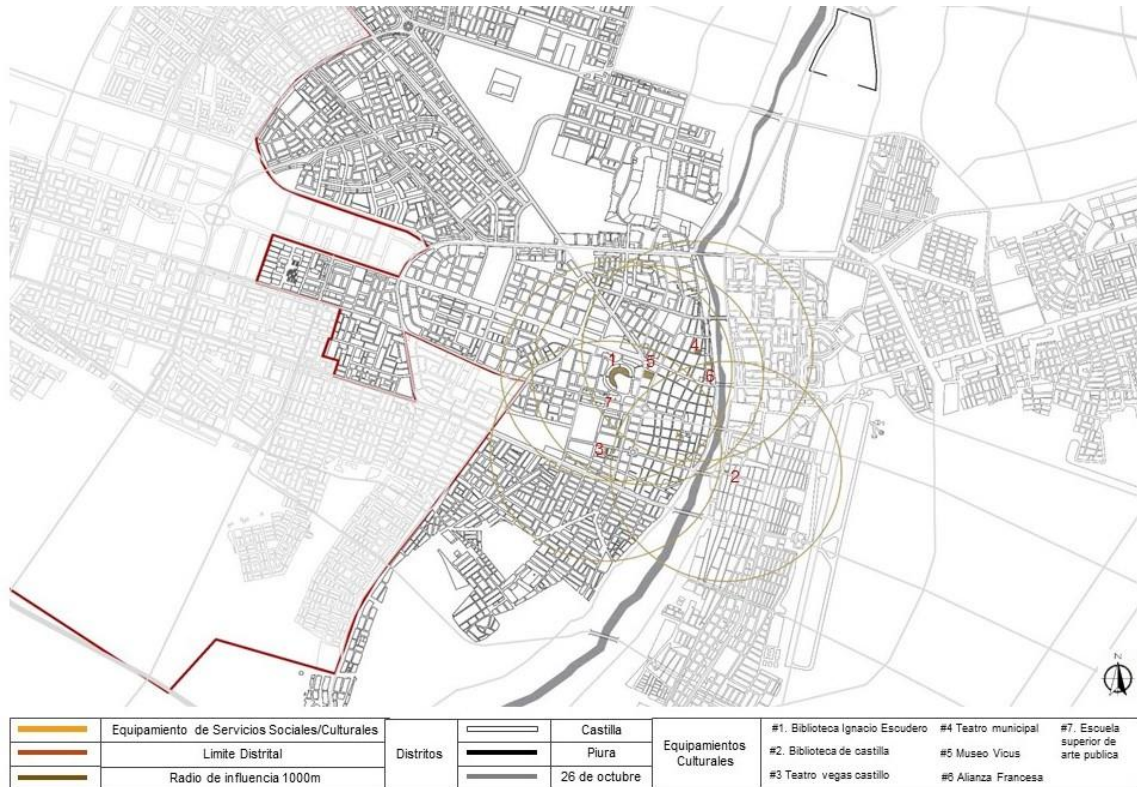 4
1
5
6
7
3
2
N
Equipamiento de Servicios Sociales/Culturales
Limite Distrital
Radio de influencia 1000m
Distritos
Castilla
Piura
26 de octubre
Equipamientos
Culturales
#1. Biblioteca Ignacio Escudero
#2. Biblioteca de castilla
#3 Teatro vegas castillo
#4 Teatro municipal
#5 Museo Vicus
#6 Alianza Francesa
#7. Escuela
superior de
arte publica